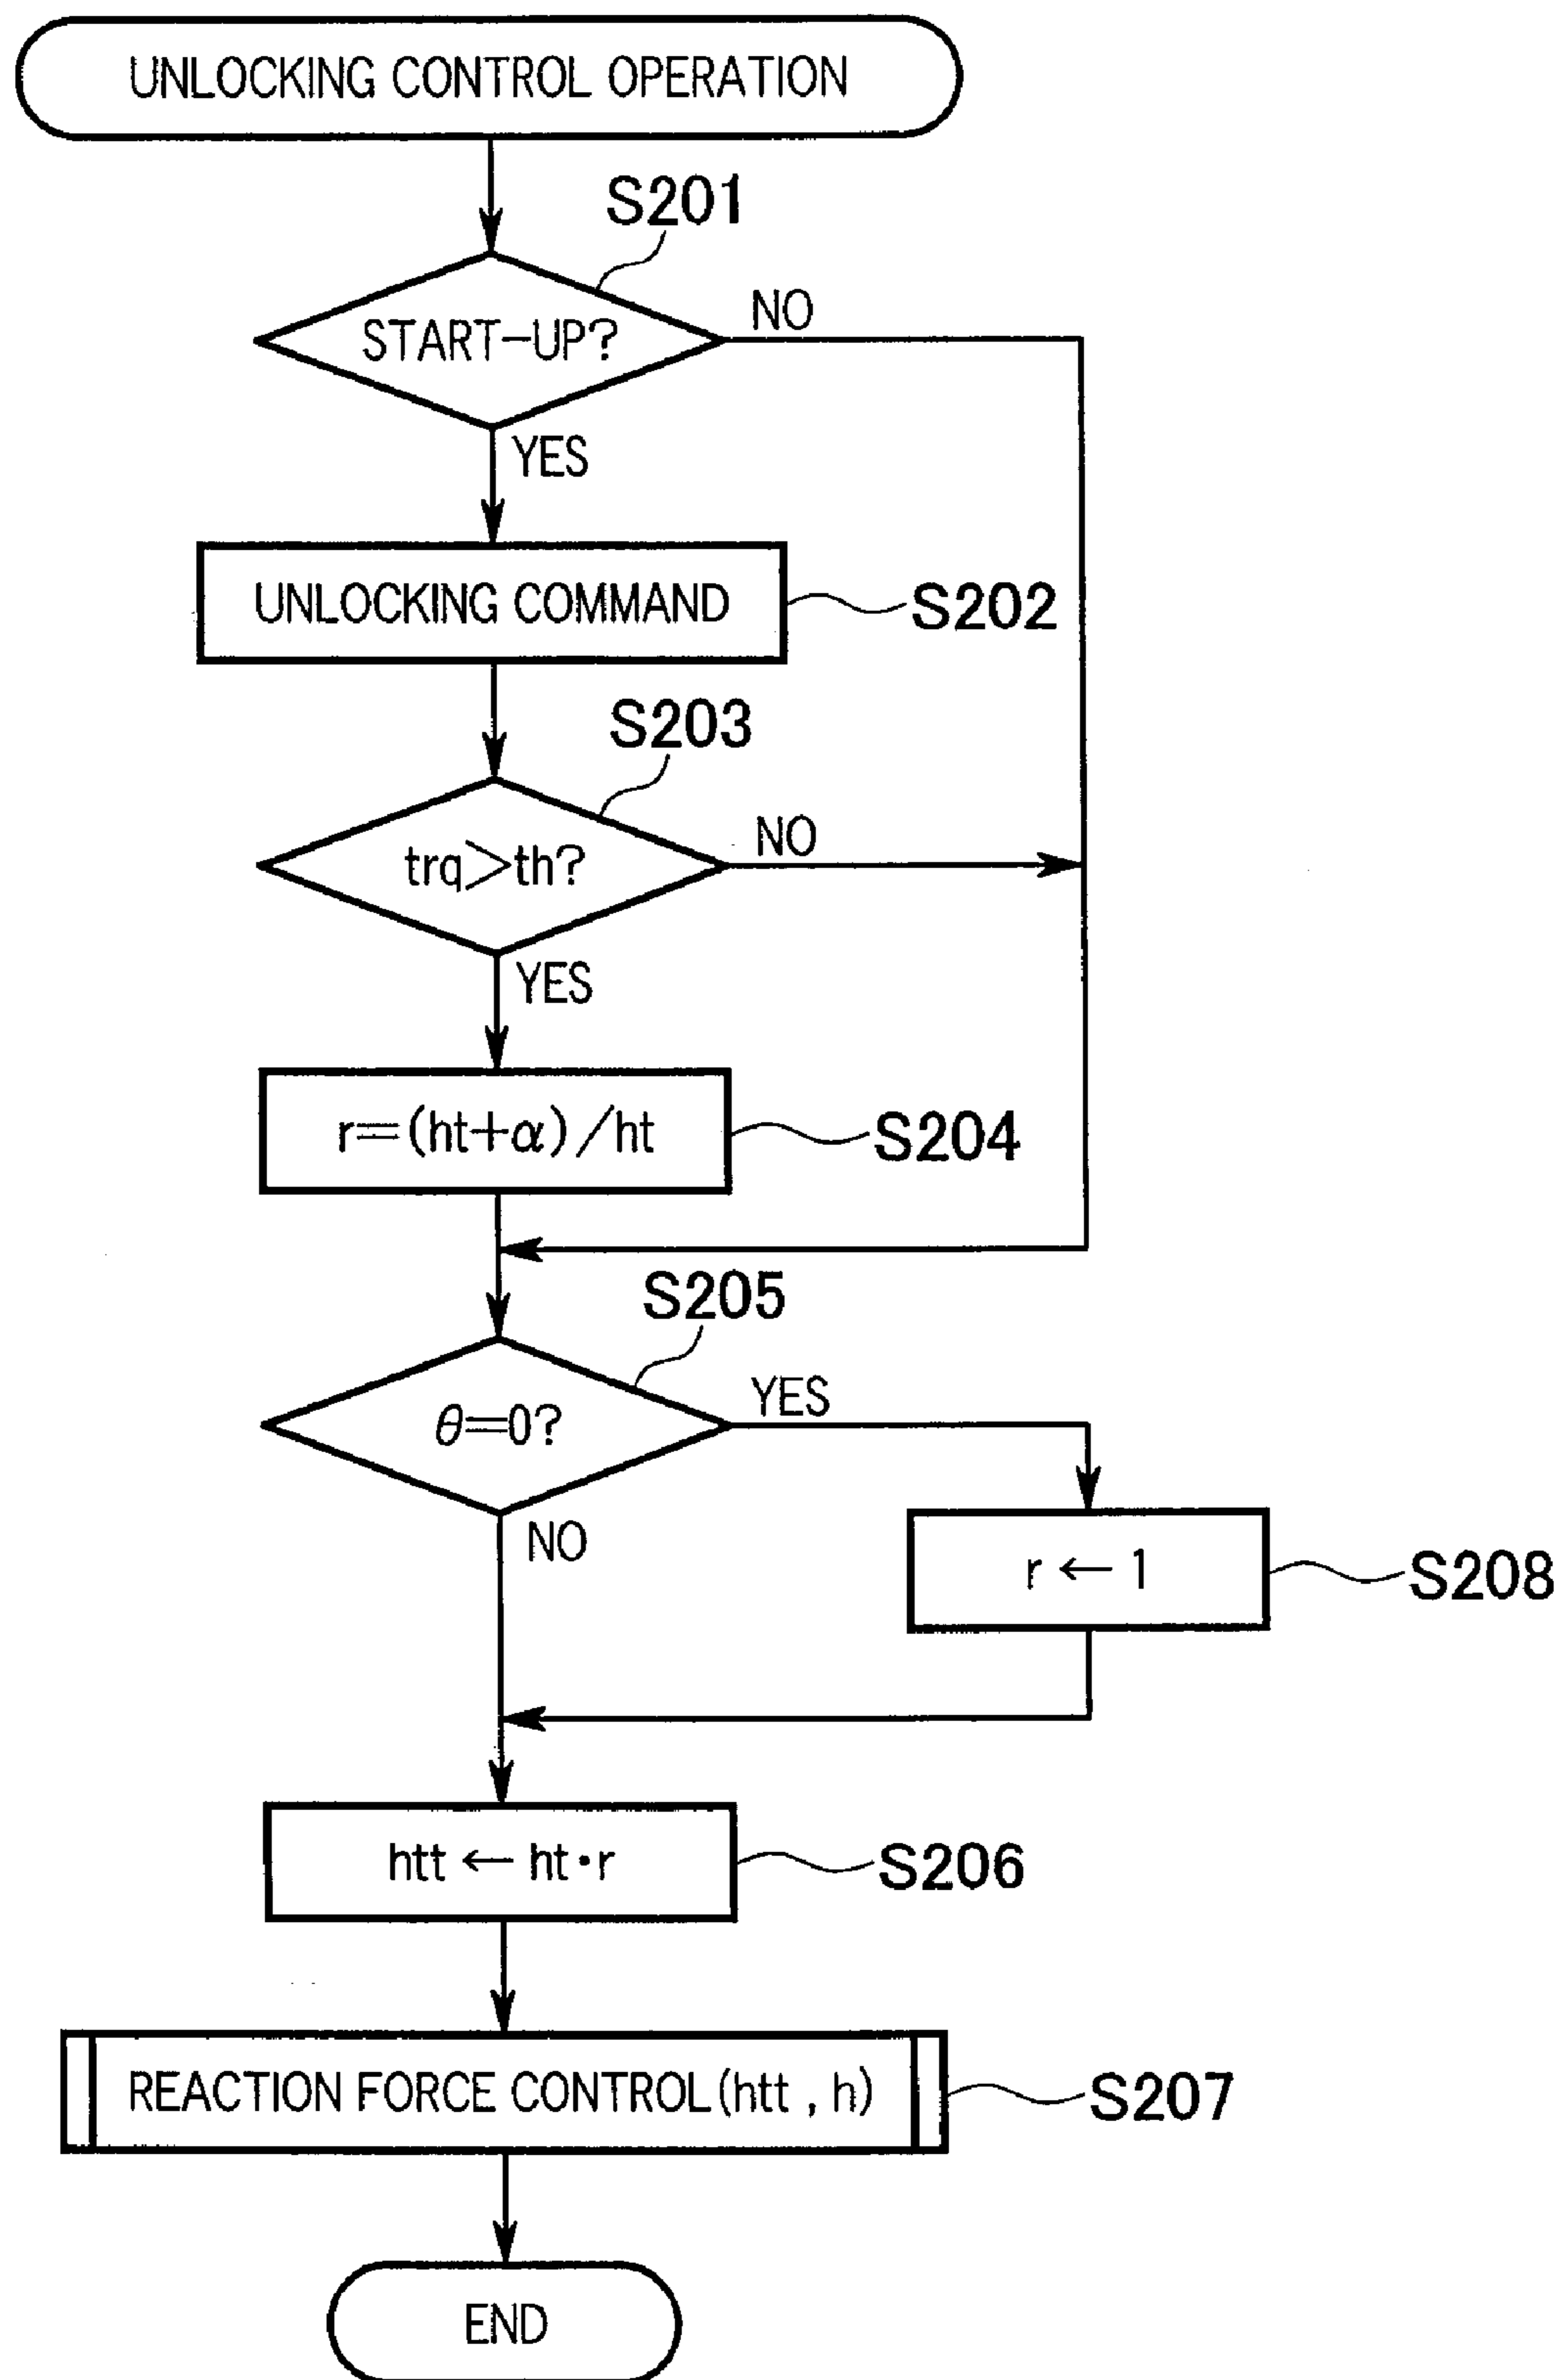 UNLOCKING CONTROL OPERATION
S201
START-UP?
NO
YES
UNLOCKING COMMAND
S202
S203
trq>th?
NO
YES
r=(ht+α)/ht
S204
S205
θ=0?
YES
NO
r←1
S208
htt←ht・r
S206
REACTION FORCE CONTROL(htt, h)
S207
END